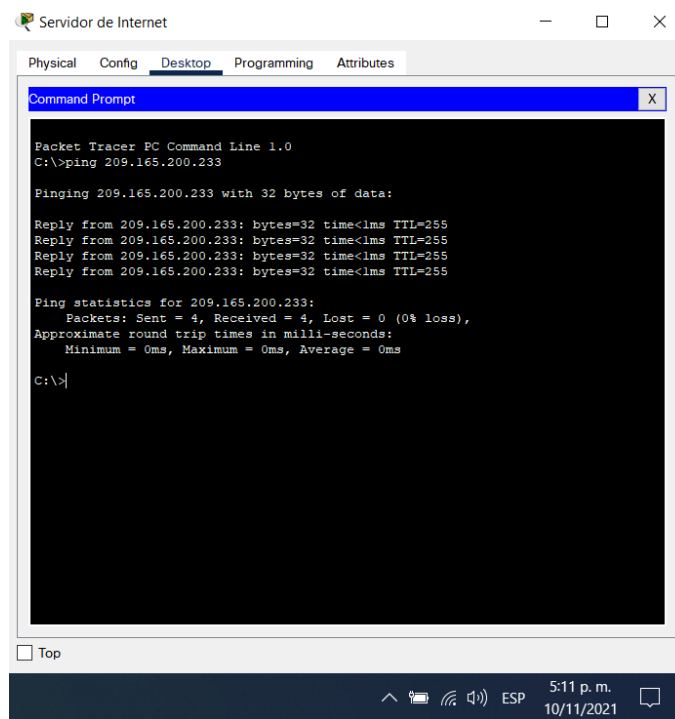 Servidor de Internet
Physical Config Desktop Programming Attributes
Command Prompt X
Packet Tracer PC Command Line 1.0
C:\>ping 209.165.200.233
Pinging 209.165.200.233 with 32 bytes of data:
Reply from 209.165.200.233: bytes=32 time<1ms TTL=255
Reply from 209.165.200.233: bytes=32 time<1ms TTL=255
Reply from 209.165.200.233: bytes=32 time<1ms TTL=255
Reply from 209.165.200.233: bytes=32 time<1ms TTL=255
Ping statistics for 209.165.200.233:
Packets: Sent = 4, Received = 4, Lost = 0 (0% loss),
Approximate round trip times in milli-seconds:
Minimum = 0ms, Maximum = 0ms, Average = 0ms
C:\>
Top
ESP
5:11 p. m.
10/11/2021